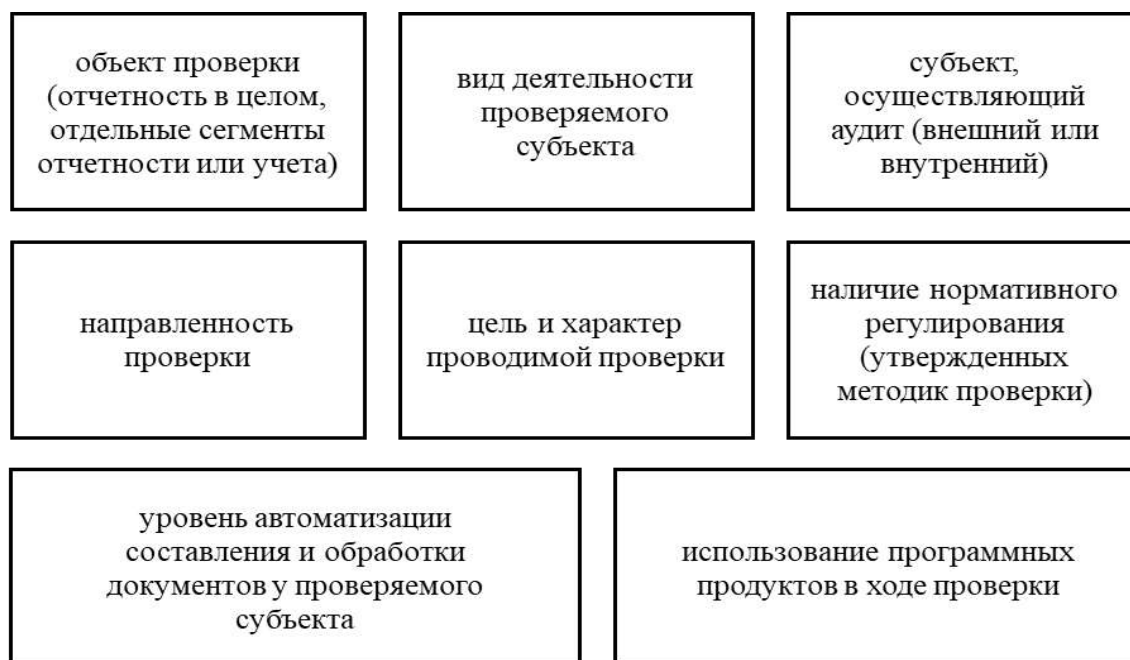 объект проверки
(отчетность в целом,
отдельные сегменты
отчетности или учета)
вид деятельности
проверяемого
субъекта
субъект,
осуществляющий
аудит (внешний или
внутренний)
направленность
проверки
цель и характер
проводимой проверки
наличие нормативного
регулирования
(утвержденных
методик проверки)
уровень автоматизации
составления и обработки
документов у проверяемого
субъекта
использование программных
продуктов в ходе проверки